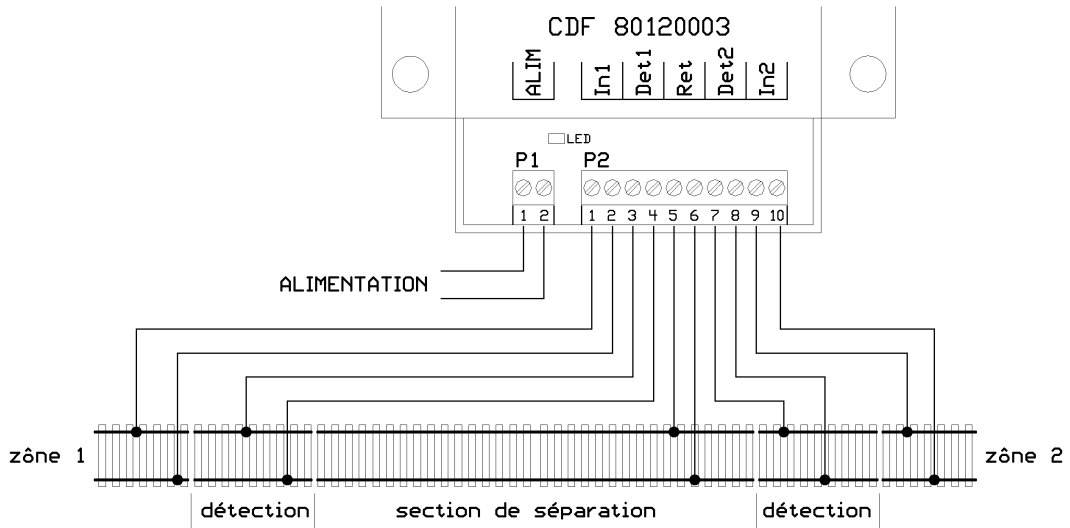 CDF 80120003
ALIM In1 Det1 Ret Det2 In2
LED
P1 P2
1 2 1 2 3 4 5 6 7 8 9 10
ALIMENTATION
zône 1 zône 2
détection section de séparation détection